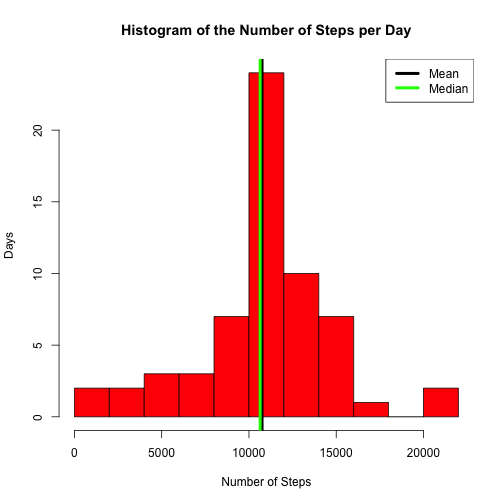 Histogram of the Number of Steps per Day
Mean
Median
Days
0
5
10
15
20
0
5000
10000
15000
20000
Number of Steps